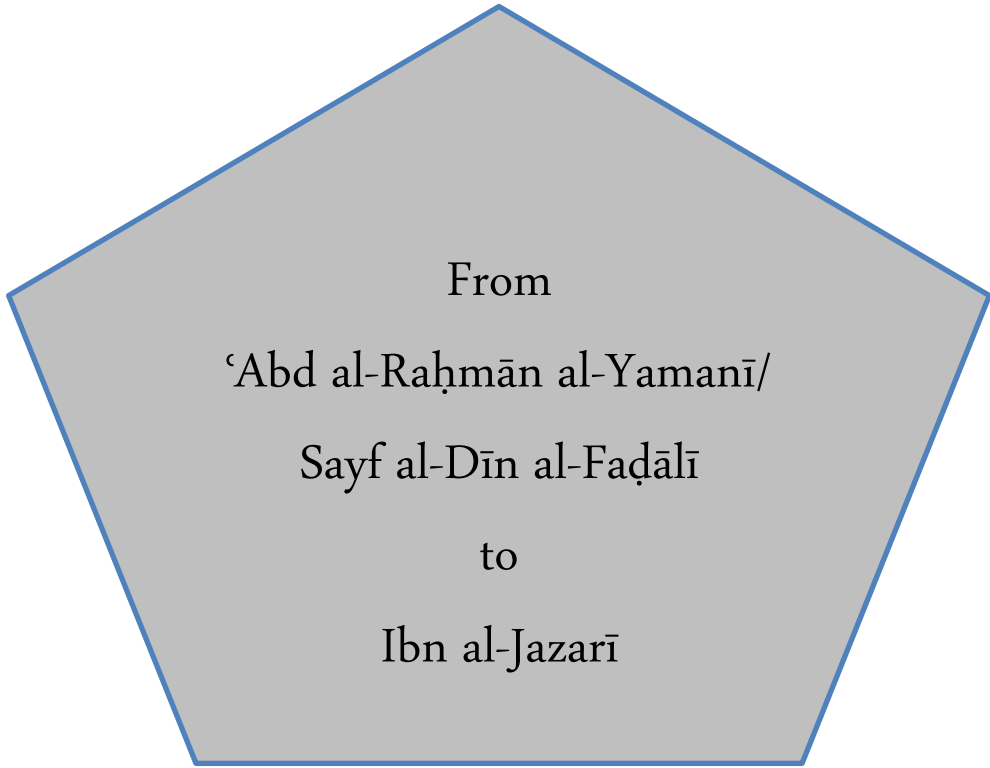 From
ʿAbd al-Raḥmān al-Yamanī/
Sayf al-Dīn al-Faḍālī
to
Ibn al-Jazarī